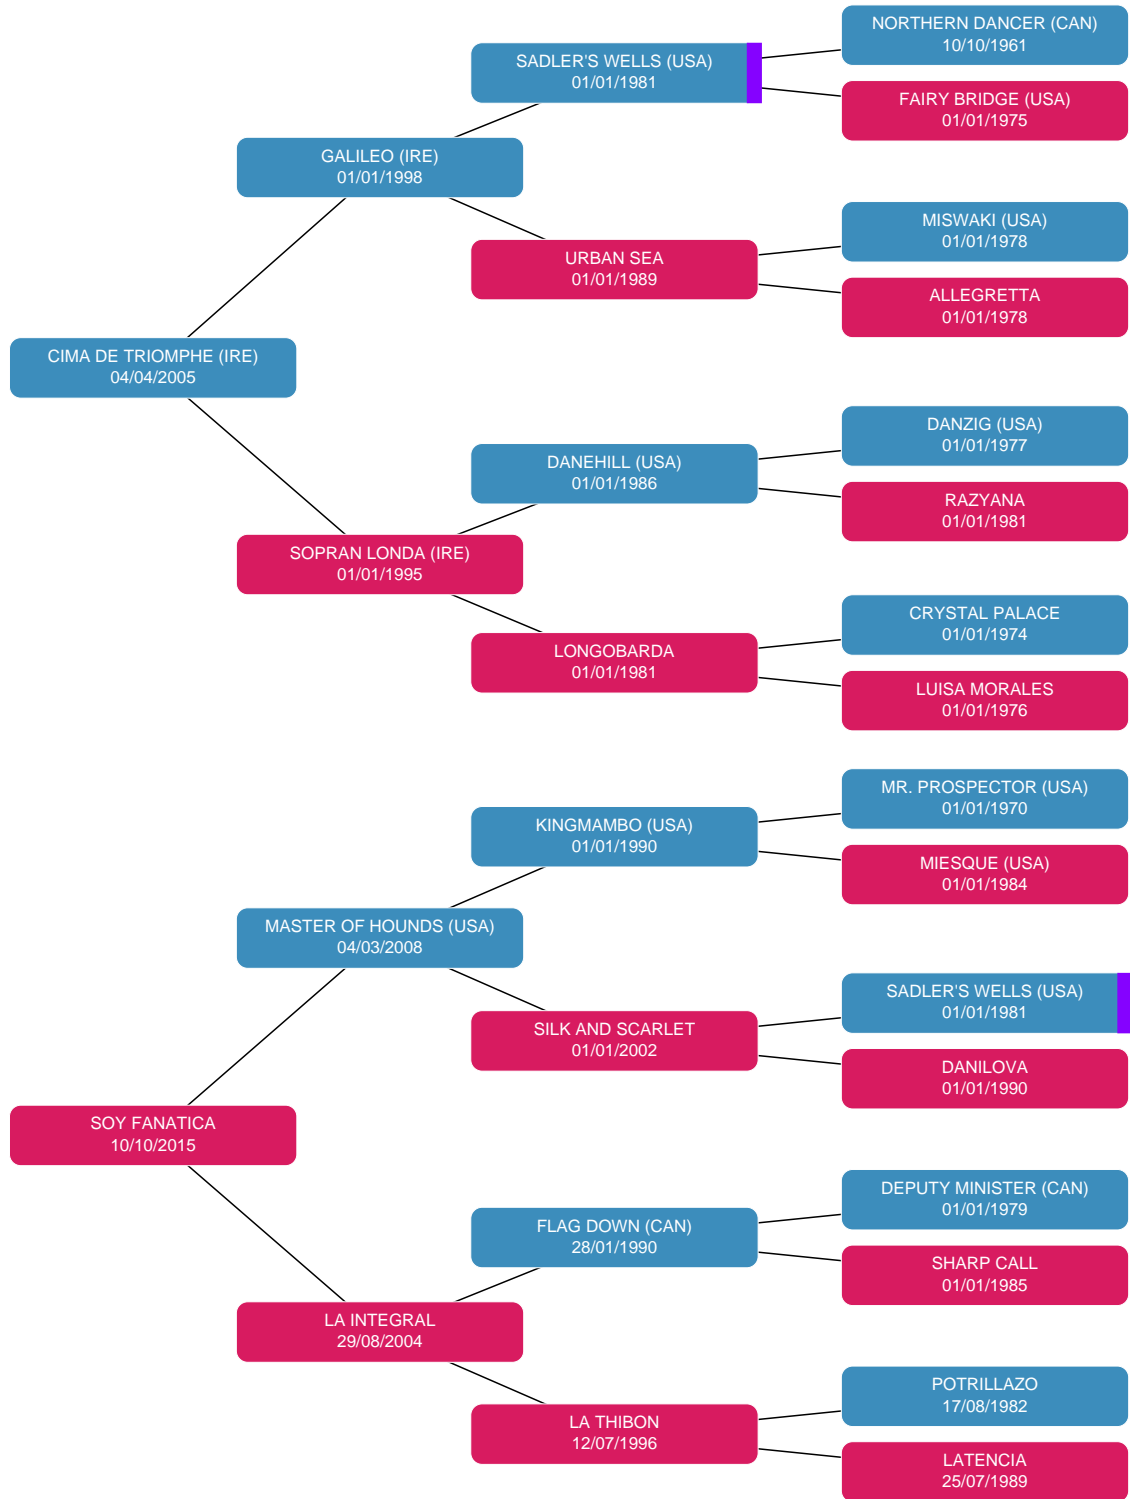 NORTHERN DANCER (CAN)
10/10/1961
SADLER'S WELLS (USA)
01/01/1981
FAIRY BRIDGE (USA)
01/01/1975
GALILEO (IRE)
01/01/1998
MISWAKI (USA)
01/01/1978
URBAN SEA
01/01/1989
ALLEGRETTA
01/01/1978
CIMA DE TRIOMPHE (IRE)
04/04/2005
DANZIG (USA)
01/01/1977
DANEHILL (USA)
01/01/1986
RAZYANA
01/01/1981
SOPRAN LONDA (IRE)
01/01/1995
CRYSTAL PALACE
01/01/1974
LONGOBARDA
01/01/1981
LUISA MORALES
01/01/1976
MR. PROSPECTOR (USA)
01/01/1970
KINGMAMBO (USA)
01/01/1990
MIESQUE (USA)
01/01/1984
MASTER OF HOUNDS (USA)
04/03/2008
SADLER'S WELLS (USA)
01/01/1981
SILK AND SCARLET
01/01/2002
DANILOVA
01/01/1990
SOY FANATICA
10/10/2015
DEPUTY MINISTER (CAN)
01/01/1979
FLAG DOWN (CAN)
28/01/1990
SHARP CALL
01/01/1985
LA INTEGRAL
29/08/2004
POTRILLAZO
17/08/1982
LA THIBON
12/07/1996
LATENCIA
25/07/1989